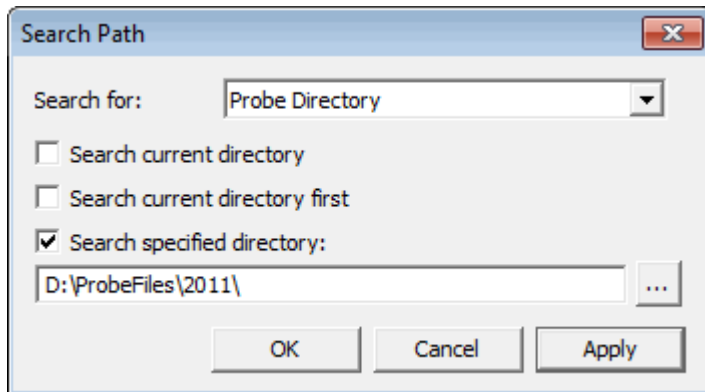 Search Path
Search for: Probe Directory
Search current directory
Search current directory first
Search specified directory:
D:\ProbeFiles\2011\ ...
OK Cancel Apply